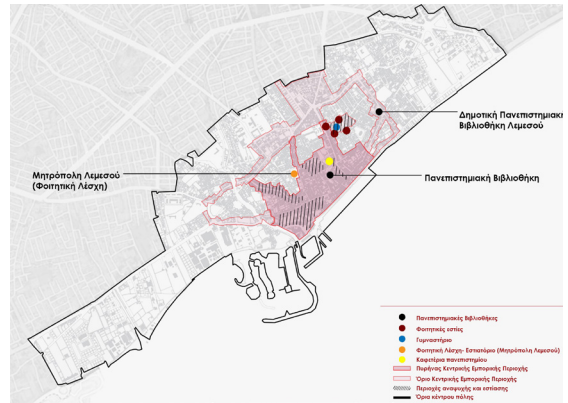 Δημοτική Πανεπιστημιακ
Βιβλιοθήκη Λεμεσού
Μητρόπολη Λεμεσού
(Φοιτητική Λέσχη)
Πανεπιστημιακή Βιβλιοθήκη
Πανεπιστημιακές Βιβλιοθήκες
Φοιτητικές εστίες
Γυμναστήριο
Φοιτητική Λέσχη- Εστιατόριο (Μητρόπολη Λεμεσού)
Καφετέρια πανεπιστημίου
Πυρήνας Κεντρικής Εμπορικής Περιοχής
Όριο Κεντρικής Εμπορικής Περιοχής
Περιοχές αναψυχής και εστίασης
Όρια κέντρου πόλης